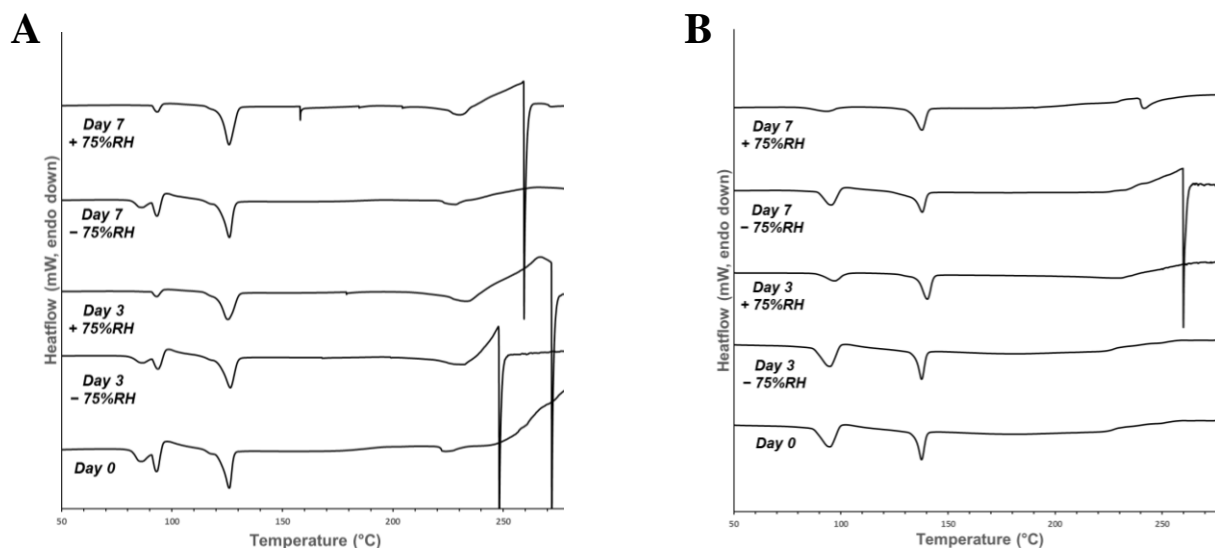 A
Heatflow (mW, endo down)
Day 7
+ 75%RH
Day 7
− 75%RH
Day 3
+ 75%RH
Day 3
− 75%RH
Day 0
50 100 150 200 250
Temperature (°C)
B
Heatflow (mW, endo down)
Day 7
+ 75%RH
Day 7
− 75%RH
Day 3
+ 75%RH
Day 3
− 75%RH
Day 0
50 100 150 200 250
Temperature (°C)